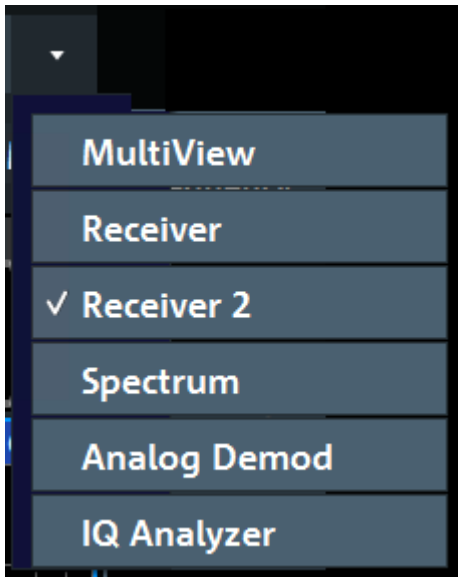 MultiView
Receiver
✓ Receiver 2
Spectrum
Analog Demod
IQ Analyzer